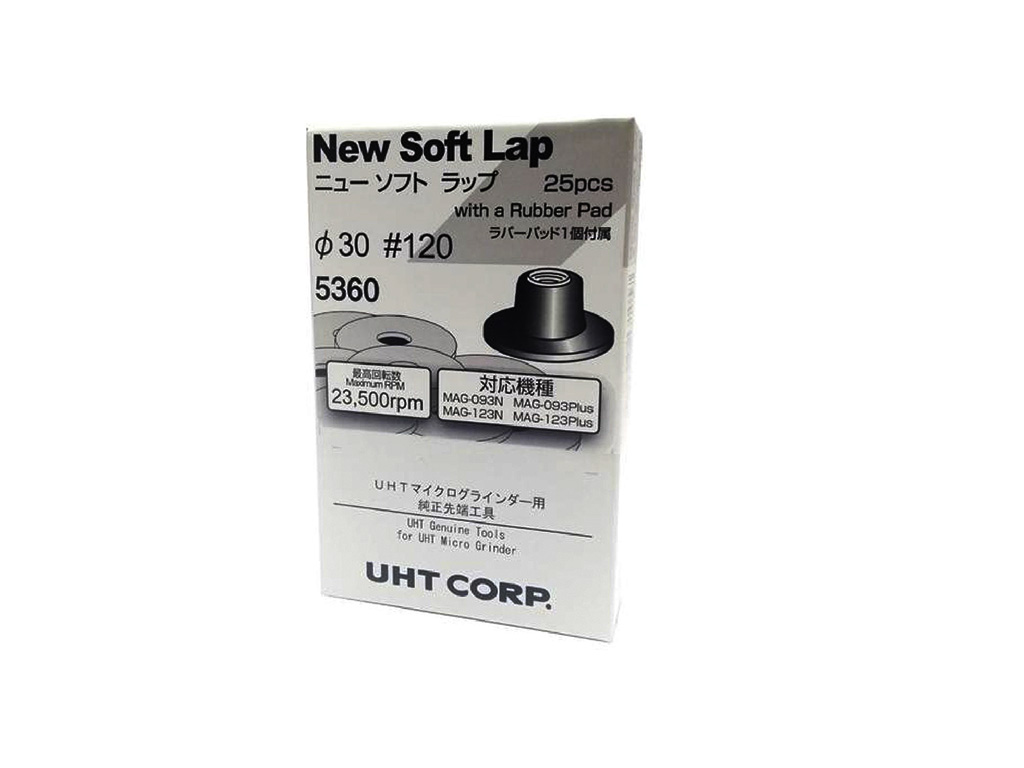 New Soft Lap
ニュー ソフト ラップ 25pcs
with a Rubber Pad
ラバーパッド1個付属
φ30 #120
5360
最高回転数
Maximum RPM
23,500rpm
対応機種
MAG-093N MAG-093Plus
MAG-123N MAG-123Plus
UHTマイクログラインダー用
純正先端工具
UHT Genuine Tools
for UHT Micro Grinder
UHT CORP.